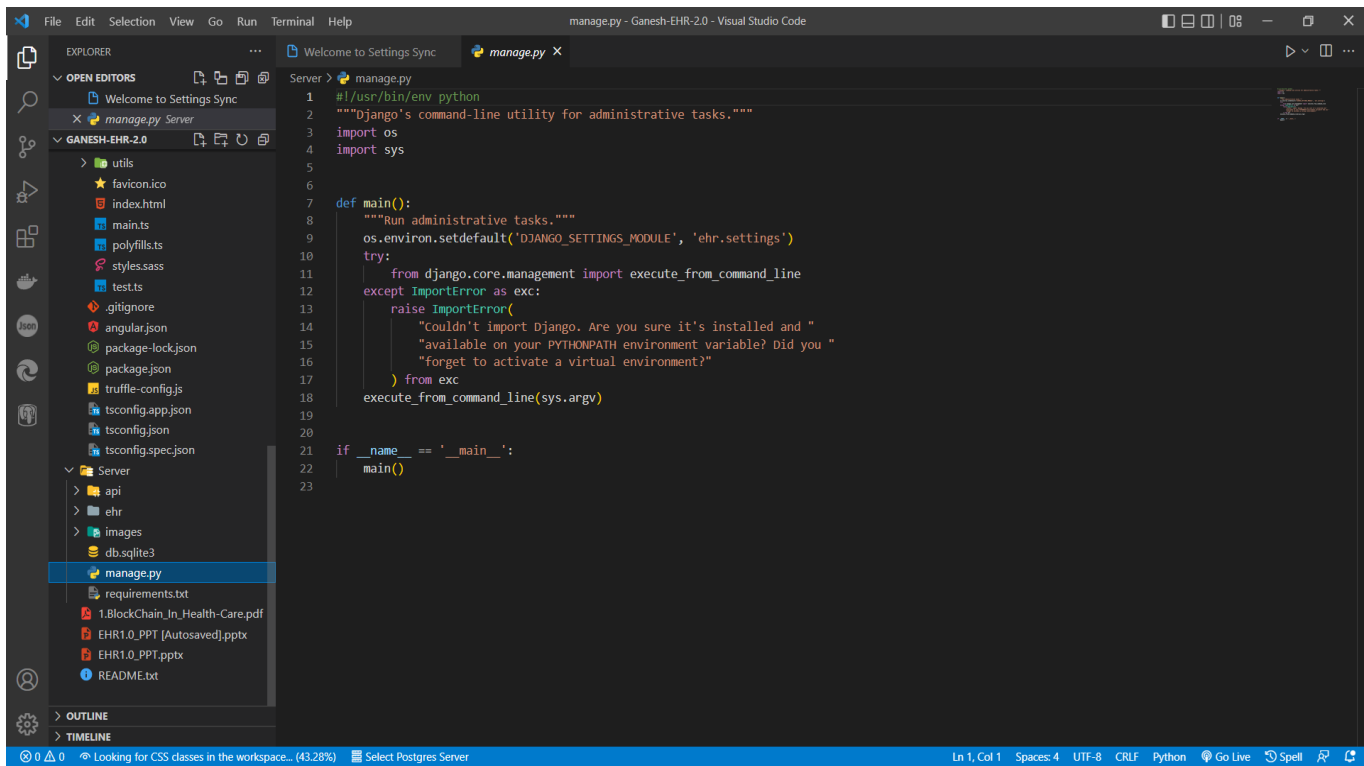 File Edit Selection View Go Run Terminal Help
manage.py - Ganesh-EHR-2.0 - Visual Studio Code
EXPLORER
OPEN EDITORS
Welcome to Settings Sync
manage.py Server
GANESH-EHR-2.0
utils
favicon.ico
index.html
main.ts
polyfills.ts
styles.sass
test.ts
.gitignore
angular.json
package-lock.json
package.json
truffle-config.js
tsconfig.app.json
tsconfig.json
tsconfig.spec.json
Server
api
ehr
images
db.sqlite3
manage.py
requirements.txt
1.BlockChain_In_Health-Care.pdf
EHR1.0_PPT [Autosaved].pptx
EHR1.0_PPT.pptx
README.txt
OUTLINE
TIMELINE
Welcome to Settings Sync
manage.py
Server > manage.py
1 #!/usr/bin/env python
2 """Django's command-line utility for administrative tasks."""
3 import os
4 import sys
5
6
7 def main():
8     """Run administrative tasks."""
9     os.environ.setdefault('DJANGO_SETTINGS_MODULE', 'ehr.settings')
10     try:
11         from django.core.management import execute_from_command_line
12     except ImportError as exc:
13         raise ImportError(
14             "Couldn't import Django. Are you sure it's installed and "
15             "available on your PYTHONPATH environment variable? Did you "
16             "forget to activate a virtual environment?"
17         ) from exc
18     execute_from_command_line(sys.argv)
19
20
21 if __name__ == '__main__':
22     main()
23
0 0 Looking for CSS classes in the workspace... (43.28%) Select Postgres Server
Ln 1, Col 1 Spaces: 4 UTF-8 CRLF Python Go Live Spell
Json